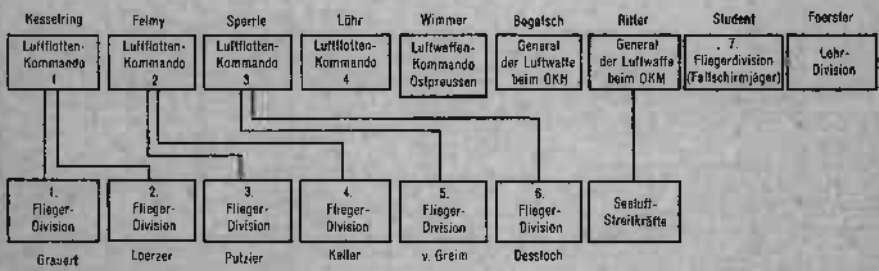 Kesselring Felmy Sperrle Löhr Wimmer Bogatsch Ritter Student Foerster
Luftflotten-
Kommando
1
Luftflotten-
Kommando
2
Luftflotten-
Kommando
3
Luftflotten-
Kommando
4
Luftwaffen-
Kommando
Ostpreussen
General
der Luftwaffe
beim OKH
General
der Luftwaffe
beim OKM
7.
Fliegerdivision
(Fallschirmjäger)
Lehr-
Division
1.
Flieger-
Division
2.
Flieger-
Division
3.
Flieger-
Division
4.
Flieger-
Division
5.
Flieger-
Division
6.
Flieger-
Division
Seeluft-
Streitkräfte
Grauert Loerzer Putzier Keller v. Greim Dessloch